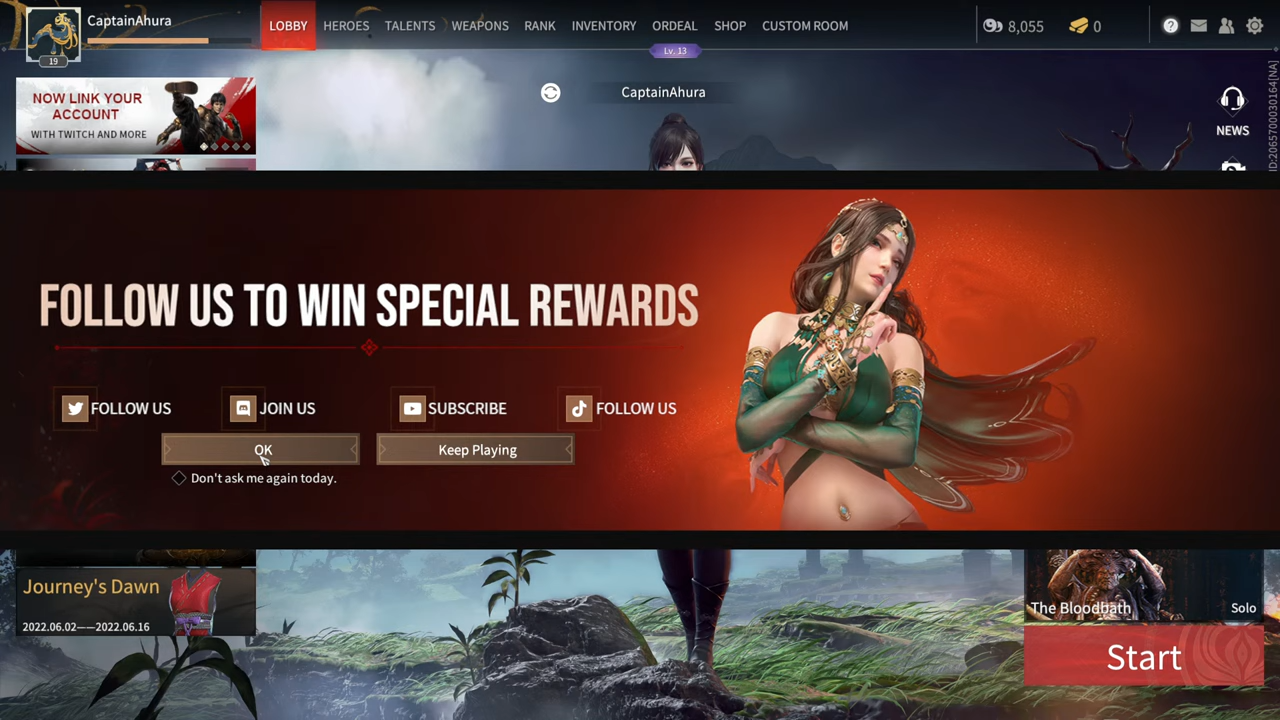 CaptainAhura
19
LOBBY
HEROES
TALENTS
WEAPONS
RANK
INVENTORY
ORDEAL
SHOP
CUSTOM ROOM
8,055
0
Lv. 13
NOW LINK YOUR
ACCOUNT
WITH TWITCH AND MORE
CaptainAhura
NEWS
ID:2065700030164[NA]
FOLLOW US TO WIN SPECIAL REWARDS
FOLLOW US
JOIN US
SUBSCRIBE
FOLLOW US
OK
Keep Playing
Don't ask me again today.
Journey's Dawn
2022.06.02——2022.06.16
The Bloodbath
Solo
Start